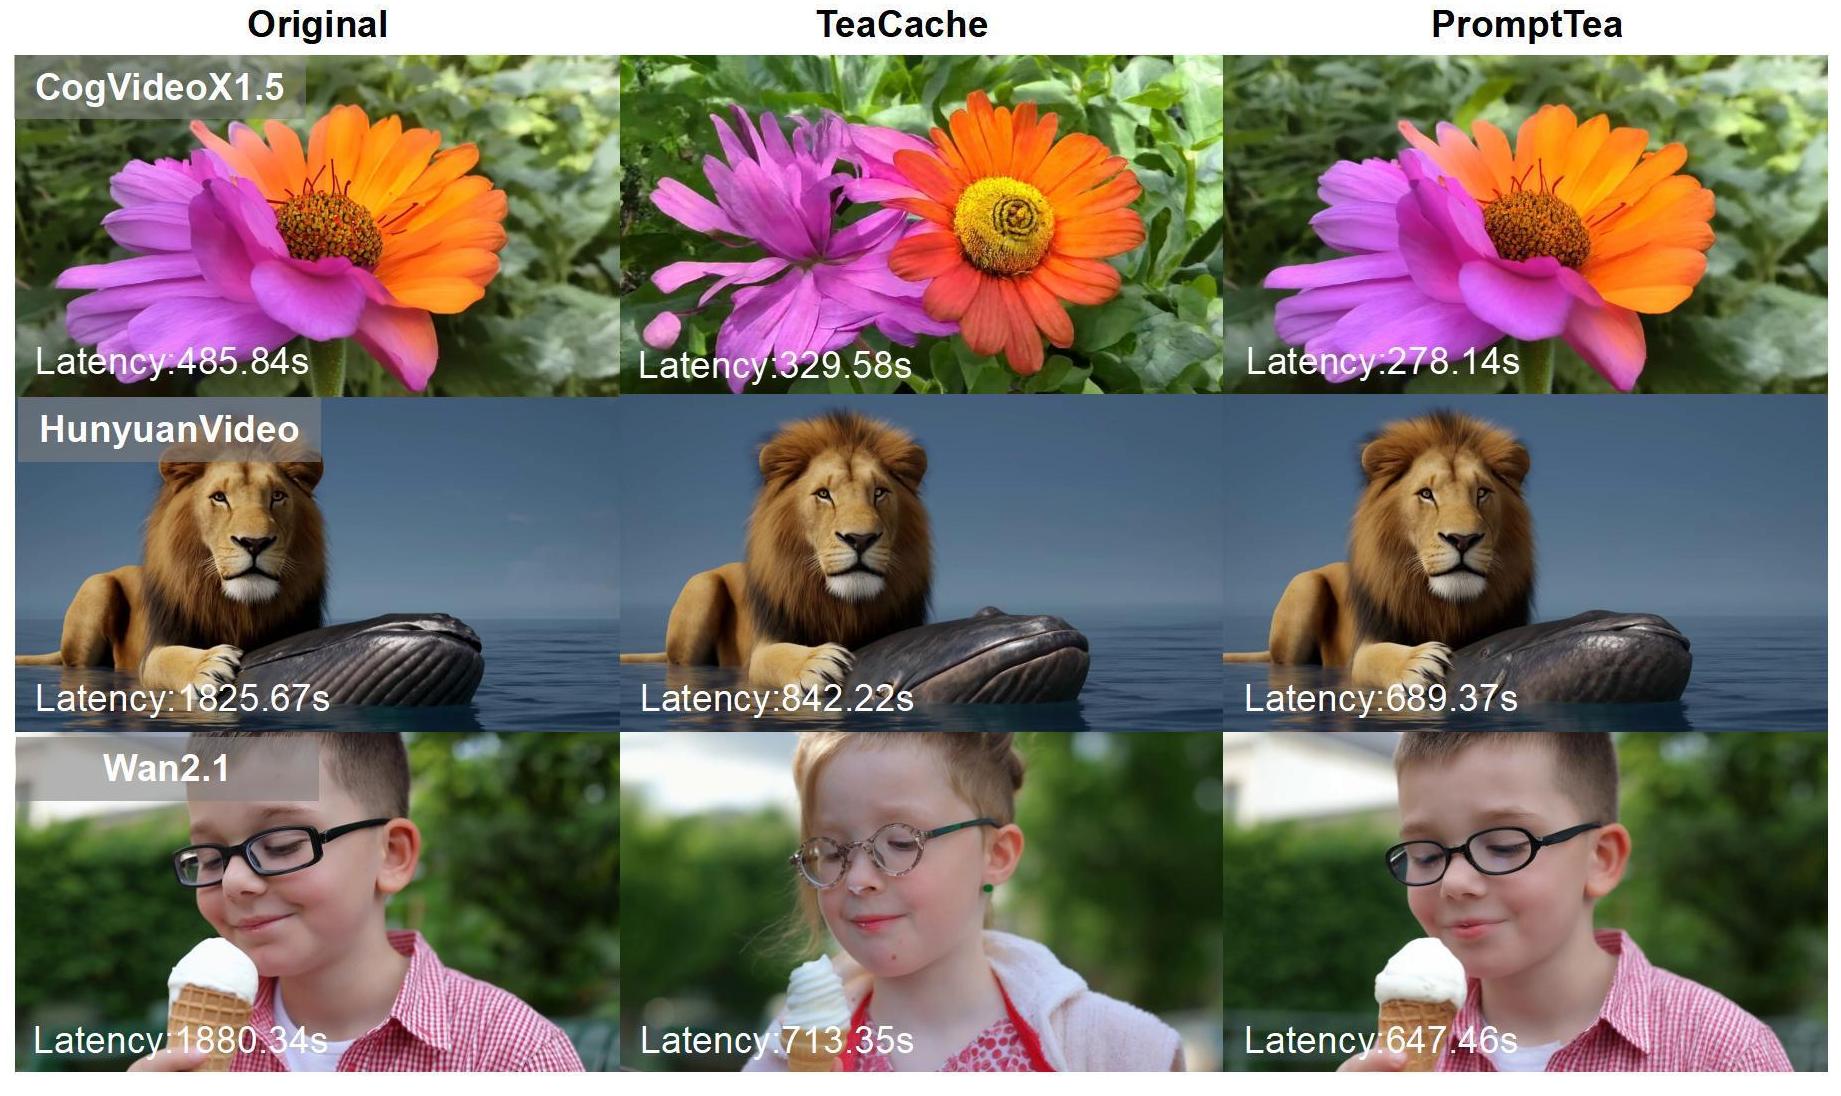 Original
TeaCache
PromptTea
CogVideoX1.5
Latency:485.84s
Latency:329.58s
Latency:278.14s
HunyuanVideo
Latency:1825.67s
Latency:842.22s
Latency:689.37s
Wan2.1
Latency:1880.34s
Latency:713.35s
Latency:647.46s